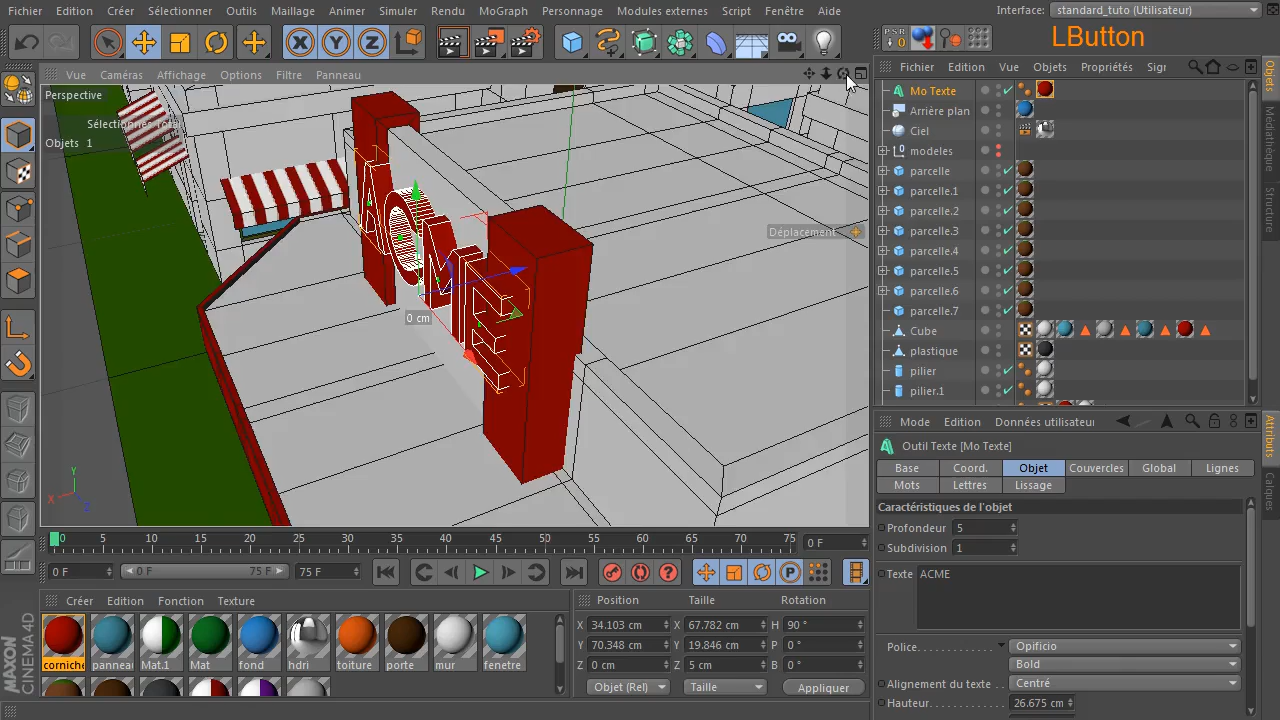 Fichier Edition Créer Sélectionner Outils Maillage Animer Simuler Rendu MoGraph Personnage Modules externes Script Fenêtre Aide
Interface: standard_tuto (Utilisateur)
LButton
X Y Z
PSR
0
Vue Caméras Affichage Options Filtre Panneau
Perspective
Objets 1
ACME
0 cm
Déplacement
Y
X
Z
Fichier Edition Vue Objets Propriétés
Mo Texte
Arrière plan
Ciel
modeles
parcelle
parcelle.1
parcelle.2
parcelle.3
parcelle.4
parcelle.5
parcelle.6
parcelle.7
Cube
plastique
pilier
pilier.1
Objets
Médiathèque
Structure
Mode Edition Données utilisateur
Outil Texte [Mo Texte]
Base Coord. Objet Couvercles Global Lignes
Mots Lettres Lissage
Caractéristiques de l'objet
Profondeur 5
Subdivision 1
Texte ACME
Police Opificio
Bold
Alignement du texte Centré
Hauteur 26.675 cm
Attributs
Calques
0 5 10 15 20 25 30 35 40 45 50 55 60 65 70 75
0 F
0 F 0 F 75 F 75 F
Créer Edition Fonction Texture
corniche pannea Mat.1 Mat fond hdri toiture porte mur fenetre
Position Taille Rotation
X 34.103 cm X 67.782 cm H 90 °
Y 70.348 cm Y 19.846 cm P 0 °
Z 0 cm Z 5 cm B 0 °
Objet (Rel) Taille Appliquer
MAXON
CINEMA 4D